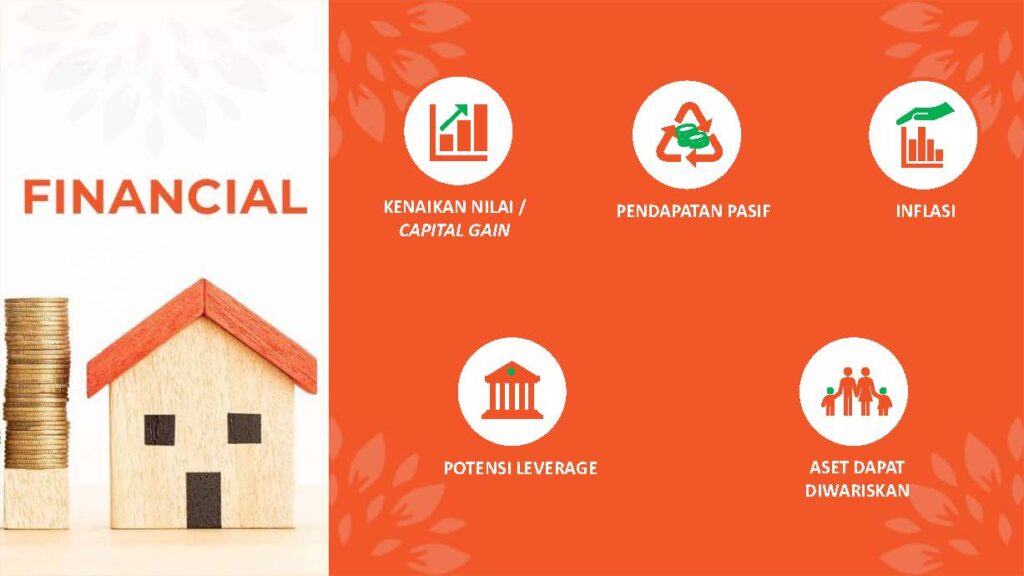 FINANCIAL
KENAIKAN NILAI /
CAPITAL GAIN
PENDAPATAN PASIF
INFLASI
POTENSI LEVERAGE
ASET DAPAT
DIWARISKAN